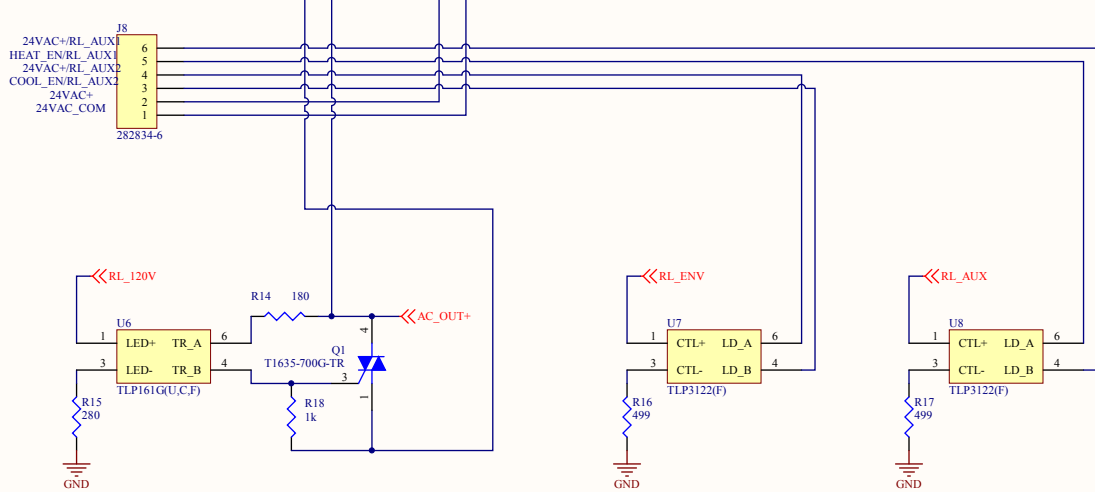 J8
24VAC+/RL_AUX1
HEAT_EN/RL_AUX1
24VAC+/RL_AUX2
COOL_EN/RL_AUX2
24VAC+
24VAC_COM
6
5
4
3
2
1
282834-6
RL_120V
R14 180
AC_OUT+
U6
1 LED+ TR_A 6
3 LED- TR_B 4
TLP161G(U,C,F)
R15
280
GND
4
Q1
T1635-700G-TR
3
1
R18
1k
RL_ENV
U7
1 CTL+ LD_A 6
3 CTL- LD_B 4
TLP3122(F)
R16
499
GND
RL_AUX
U8
1 CTL+ LD_A 6
3 CTL- LD_B 4
TLP3122(F)
R17
499
GND